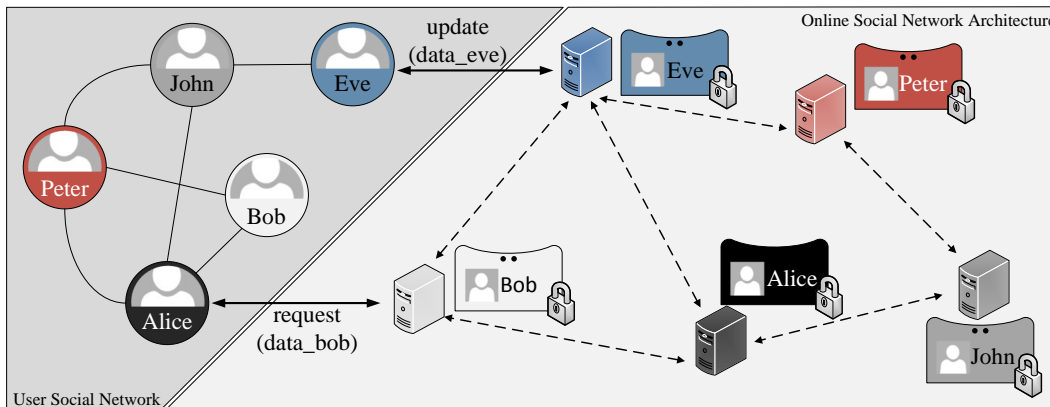 Online Social Network Architecture
update
(data_eve)
John
Eve
Eve
Peter
Peter
Bob
Bob
Alice
Alice
request
(data_bob)
John
User Social Network